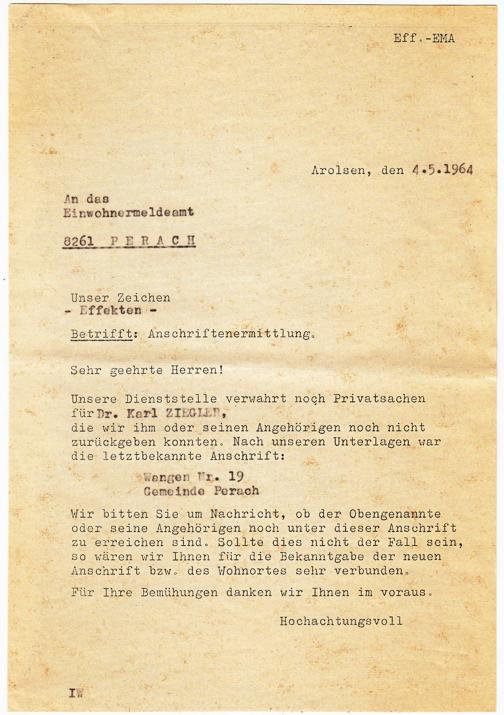 Eff.-EMA
Arolsen, den 4.5.1964
An das
Einwohnermeldeamt
8261 PERACH
Unser Zeichen
- Effekten -
Betrifft: Anschriftenermittlung.
Sehr geehrte Herren!
Unsere Dienststelle verwahrt noch Privatsachen
für Dr. Karl ZIEGLER,
die wir ihm oder seinen Angehörigen noch nicht
zurückgeben konnten. Nach unseren Unterlagen war
die letztbekannte Anschrift:
Wangen Nr. 19
Gemeinde Perach
Wir bitten Sie um Nachricht, ob der Obengenannte
oder seine Angehörigen noch unter dieser Anschrift
zu erreichen sind. Sollte dies nicht der Fall sein,
so wären wir Ihnen für die Bekanntgabe der neuen
Anschrift bzw. des Wohnortes sehr verbunden.
Für Ihre Bemühungen danken wir Ihnen im voraus.
Hochachtungsvoll
IW